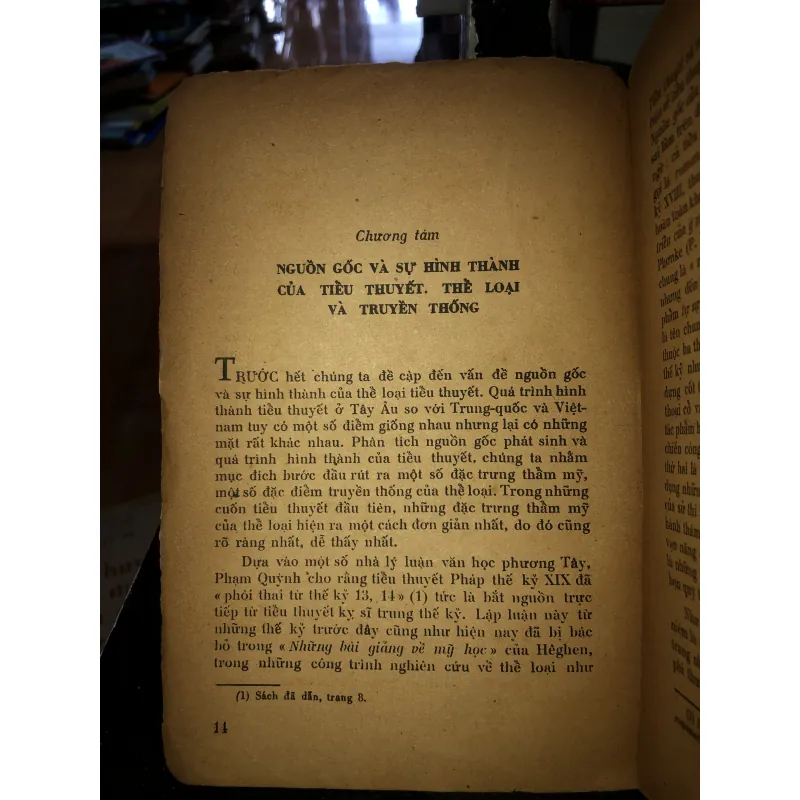 Chương tám
NGUỒN GỐC VÀ SỰ HÌNH THÀNH
CỦA TIỂU THUYẾT. THỂ LOẠI
VÀ TRUYỀN THỐNG
TRƯỚC hết chúng ta đề cập đến vấn đề nguồn gốc
và sự hình thành của thể loại tiểu thuyết. Quá trình hình
thành tiểu thuyết ở Tây Âu so với Trung-quốc và Việt-
nam tuy có một số điểm giống nhau nhưng lại có những
mặt rất khác nhau. Phân tích nguồn gốc phát sinh và
quá trình hình thành của tiểu thuyết, chúng ta nhằm
mục đích bước đầu rút ra một số đặc trưng thẩm mỹ,
một số đặc điểm truyền thống của thể loại. Trong những
cuốn tiểu thuyết đầu tiên, những đặc trưng thẩm mỹ
của thể loại hiện ra một cách đơn giản nhất, do đó cũng
rõ ràng nhất, dễ thấy nhất.
Dựa vào một số nhà lý luận văn học phương Tây,
Phạm Quỳnh cho rằng tiểu thuyết Pháp thế kỷ XIX đã
« phôi thai từ thế kỷ 13, 14 » (1) tức là bắt nguồn trực
tiếp từ tiểu thuyết kỵ sĩ trung thế kỷ. Lập luận này từ
những thế kỷ trước đây cũng như hiện nay đã bị bác
bỏ trong « Những bài giảng về mỹ học » của Hêghen,
trong những công trình nghiên cứu về thể loại như
(1) Sách đã dẫn, trang 8.
14